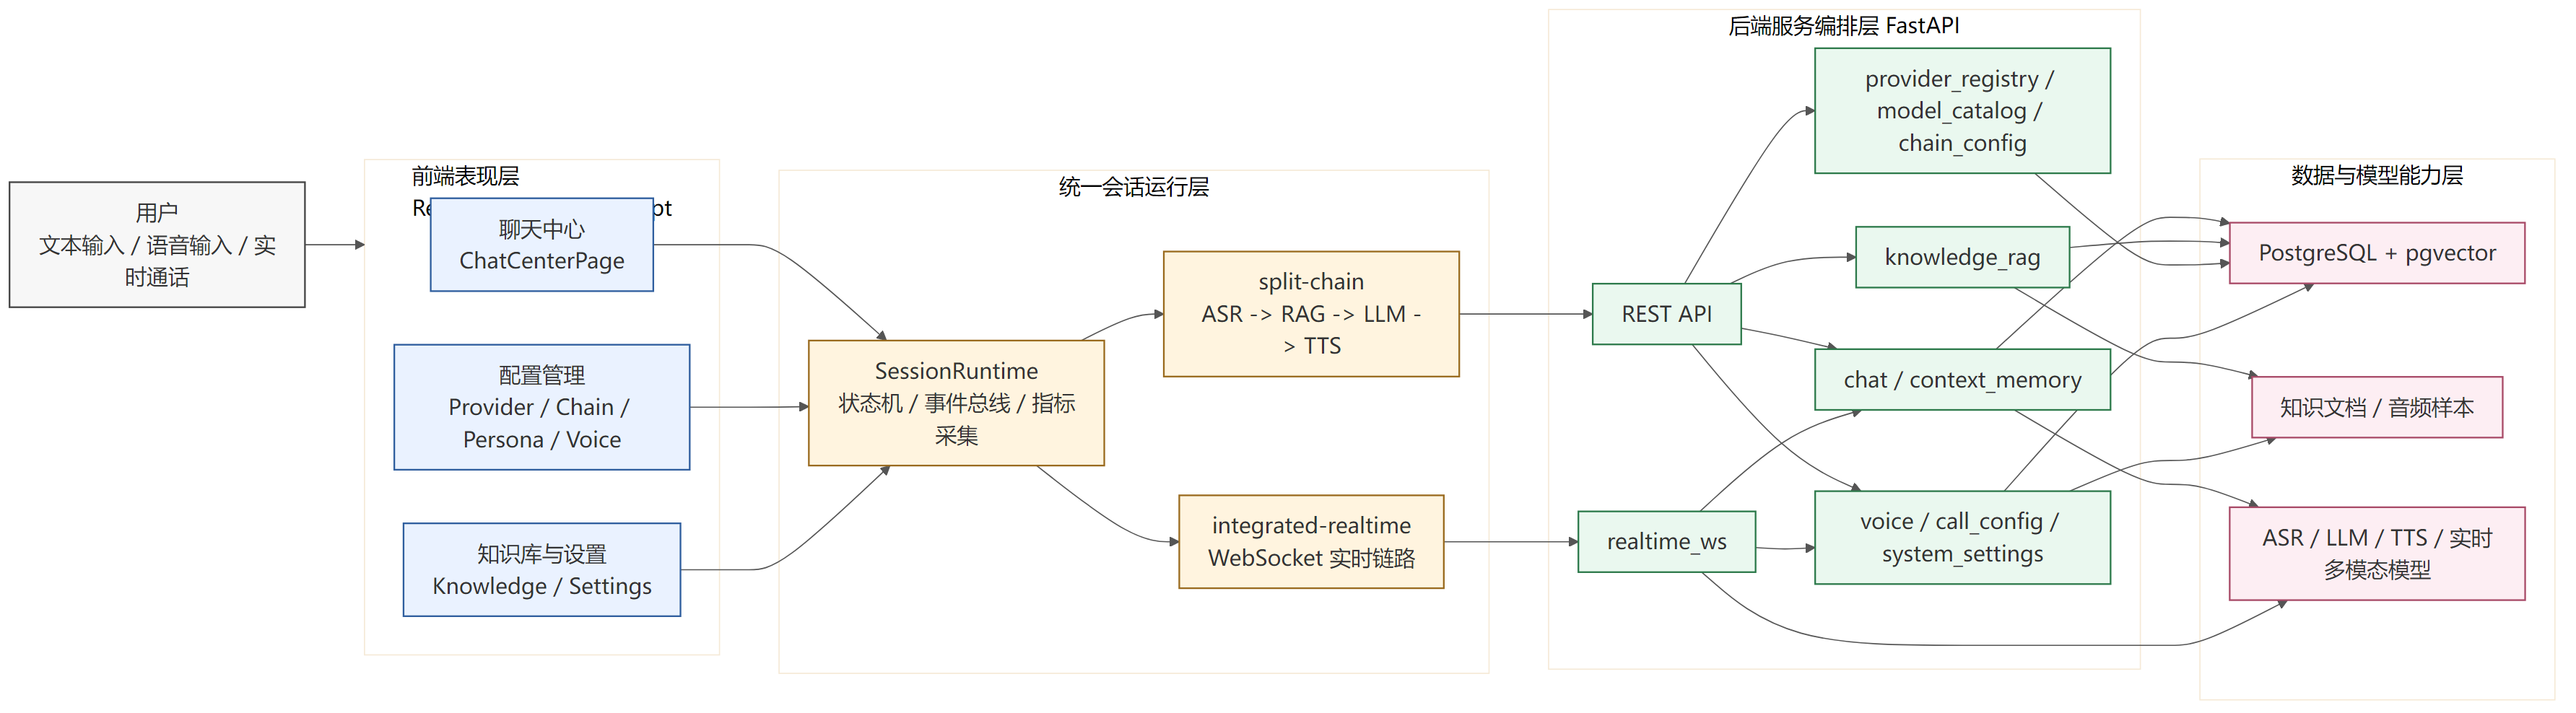 用户
文本输入 / 语音输入 / 实
时通话
前端表现层
聊天中心
ChatCenterPage
配置管理
Provider / Chain /
Persona / Voice
知识库与设置
Knowledge / Settings
统一会话运行层
SessionRuntime
状态机 / 事件总线 / 指标
采集
split-chain
ASR -> RAG -> LLM -
> TTS
integrated-realtime
WebSocket 实时链路
后端服务编排层 FastAPI
REST API
realtime_ws
provider_registry /
model_catalog /
chain_config
knowledge_rag
chat / context_memory
voice / call_config /
system_settings
数据与模型能力层
PostgreSQL + pgvector
知识文档 / 音频样本
ASR / LLM / TTS / 实时
多模态模型